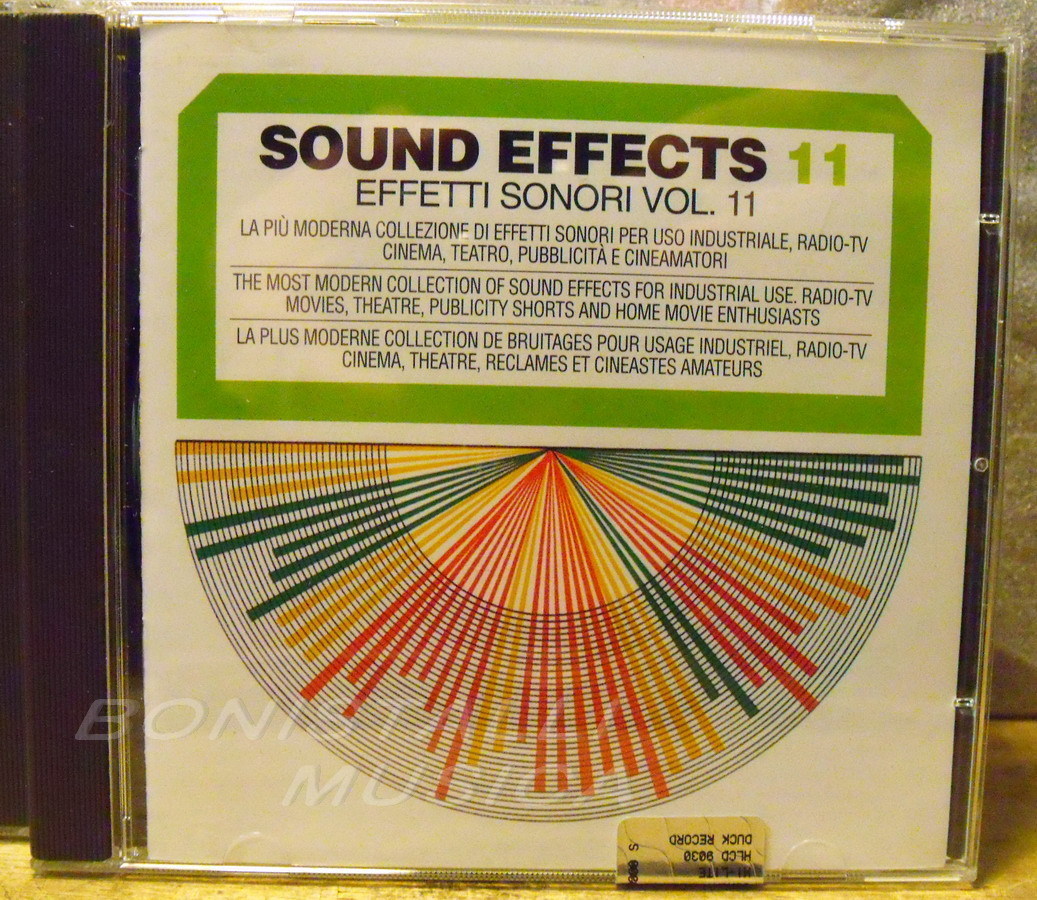 SOUND EFFECTS 11
EFFETTI SONORI VOL. 11
LA PIÙ MODERNA COLLEZIONE DI EFFETTI SONORI PER USO INDUSTRIALE, RADIO-TV
CINEMA, TEATRO, PUBBLICITÀ E CINEAMATORI
THE MOST MODERN COLLECTION OF SOUND EFFECTS FOR INDUSTRIAL USE. RADIO-TV
MOVIES, THEATRE, PUBLICITY SHORTS AND HOME MOVIE ENTHUSIASTS
LA PLUS MODERNE COLLECTION DE BRUITAGES POUR USAGE INDUSTRIEL, RADIO-TV
CINEMA, THEATRE, RECLAMES ET CINEASTES AMATEURS
BONISTALLI
MUSICA
HI-LITE
HLCD 9030
DUCK RECORD